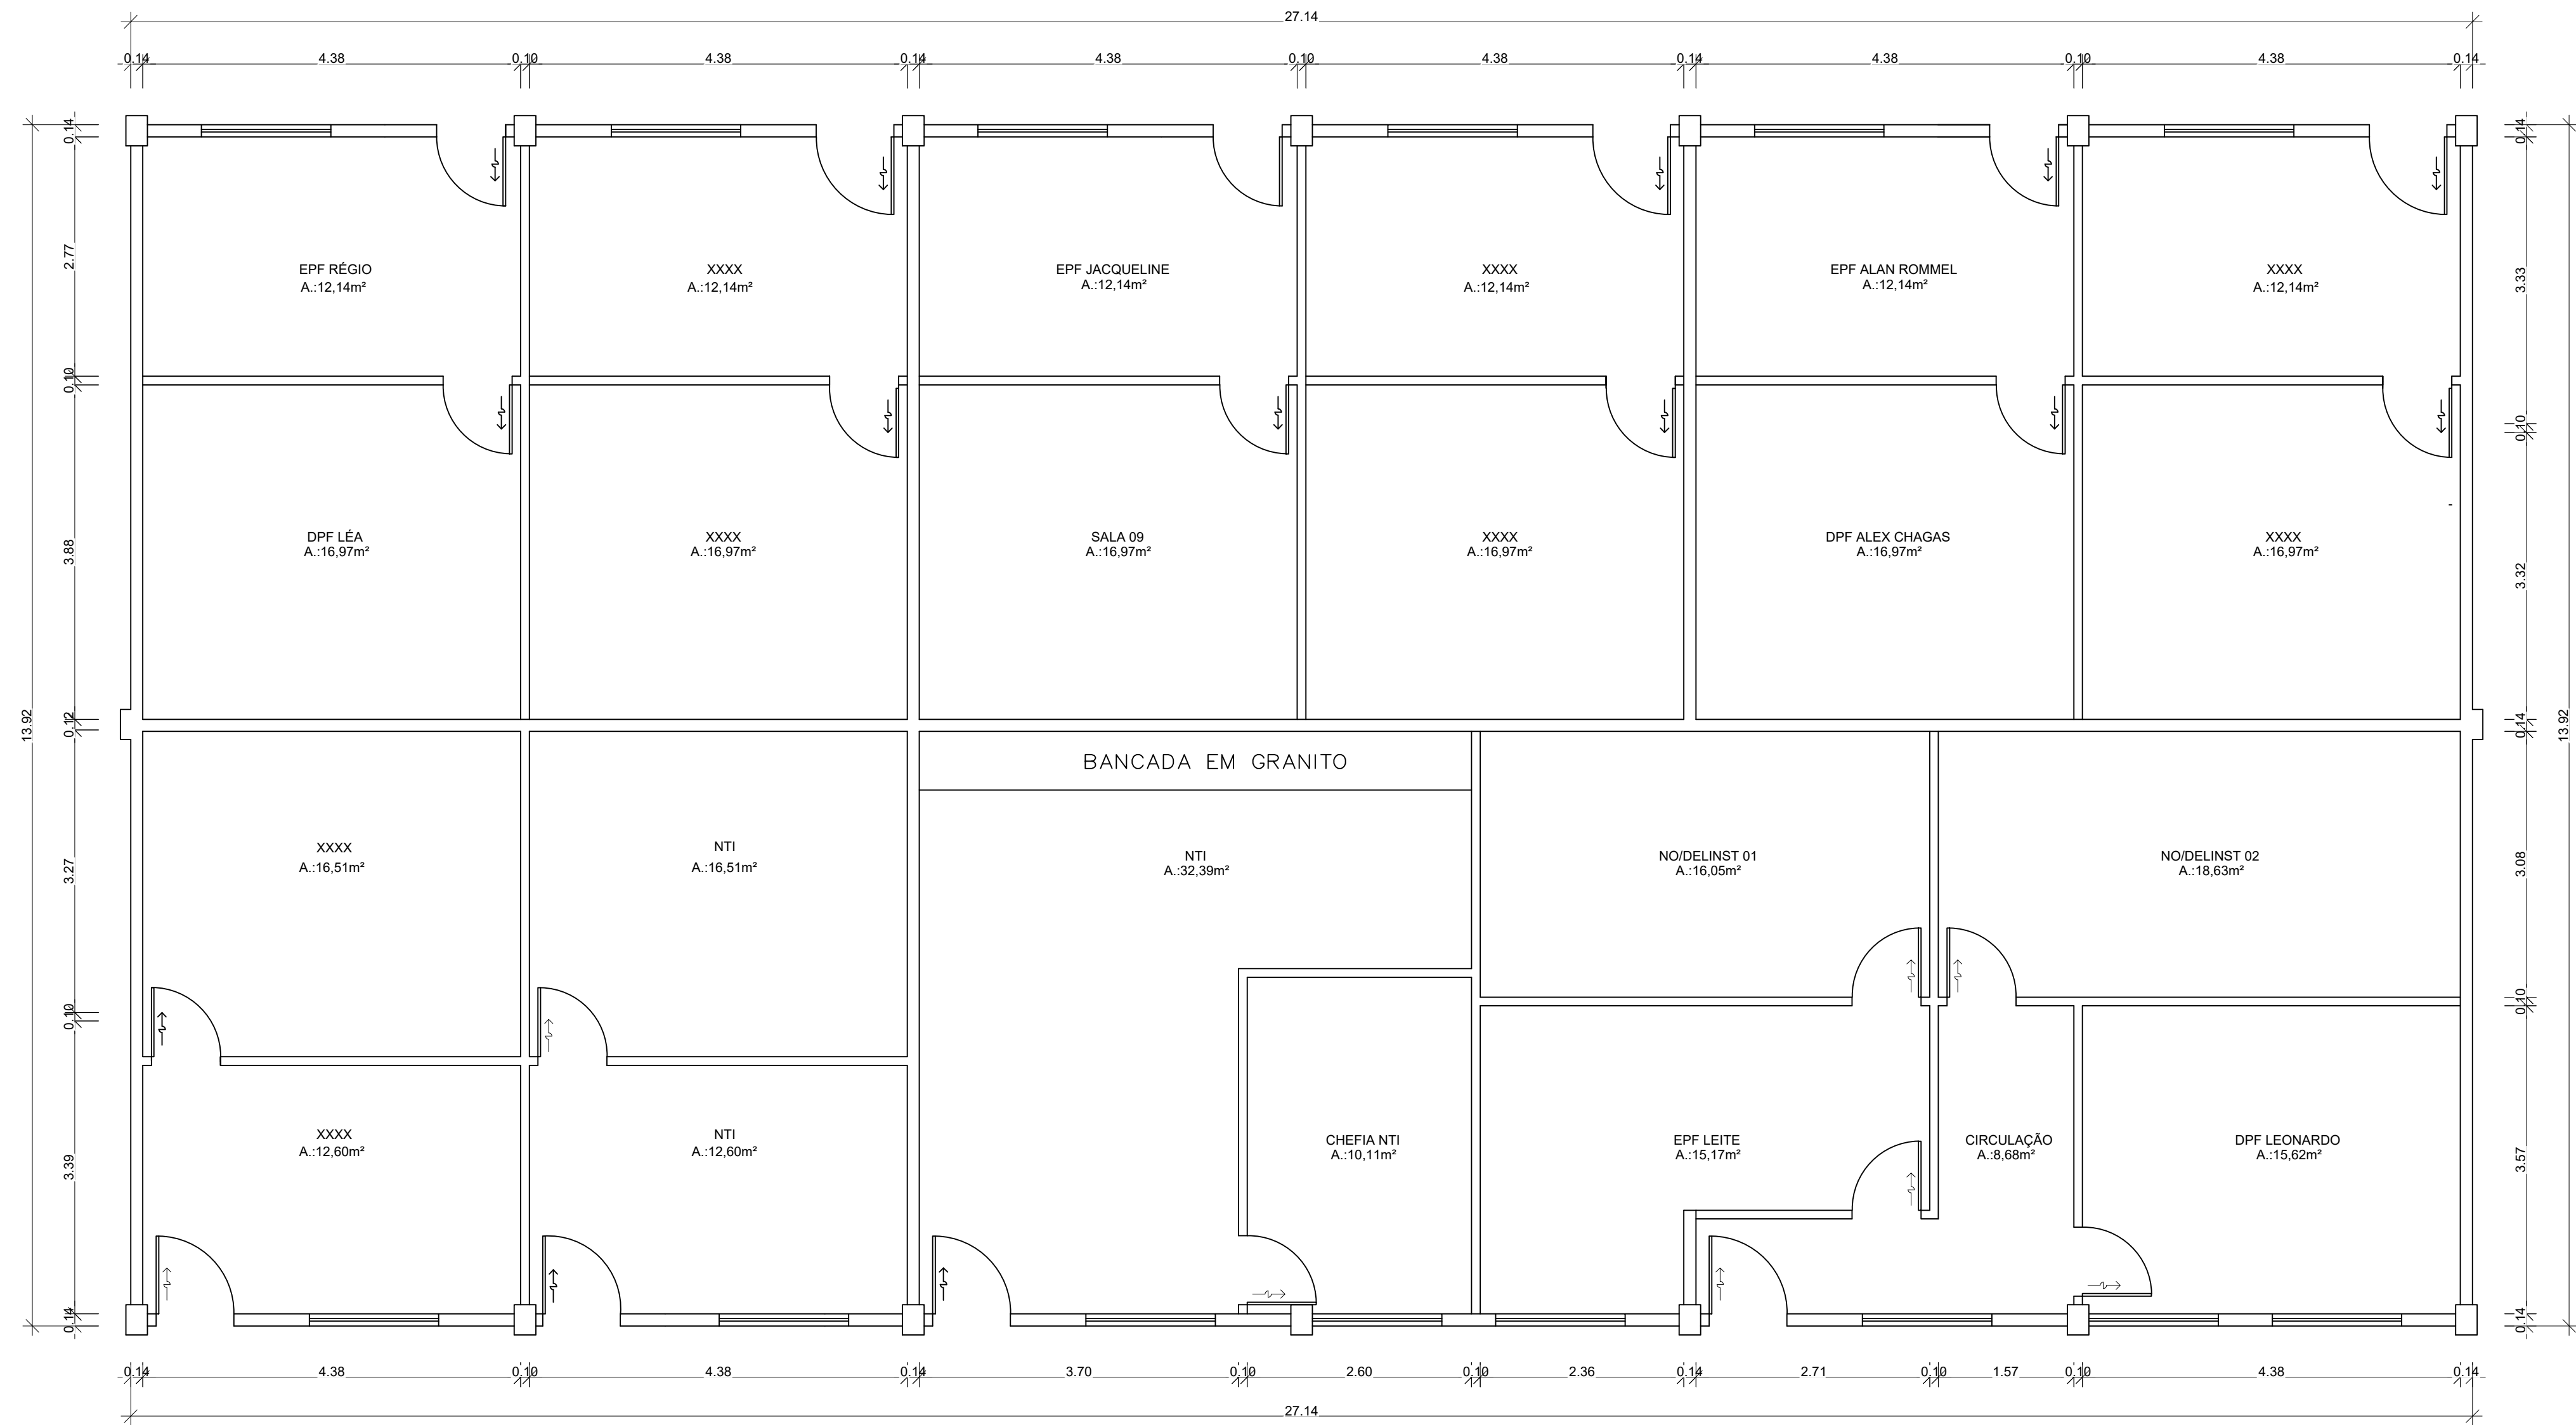 27.14
0.14 4.38 0.10 4.38 0.14 4.38 0.10 4.38 0.14 4.38 0.10 4.38 0.14
0.14
2.77
0.10
3.88
0.12
3.27
0.10
3.39
0.14
13.92
EPF RÉGIO
A.:12,14m²
XXXX
A.:12,14m²
EPF JACQUELINE
A.:12,14m²
XXXX
A.:12,14m²
EPF ALAN ROMMEL
A.:12,14m²
XXXX
A.:12,14m²
DPF LÉA
A.:16,97m²
XXXX
A.:16,97m²
SALA 09
A.:16,97m²
XXXX
A.:16,97m²
DPF ALEX CHAGAS
A.:16,97m²
XXXX
A.:16,97m²
BANCADA EM GRANITO
XXXX
A.:16,51m²
NTI
A.:16,51m²
NTI
A.:32,39m²
NO/DELINST 01
A.:16,05m²
NO/DELINST 02
A.:18,63m²
XXXX
A.:12,60m²
NTI
A.:12,60m²
CHEFIA NTI
A.:10,11m²
EPF LEITE
A.:15,17m²
CIRCULAÇÃO
A.:8,68m²
DPF LEONARDO
A.:15,62m²
0.14
3.33
0.10
3.32
0.14
3.08
0.10
3.57
0.14
13.92
0.14 4.38 0.10 4.38 0.14 3.70 0.10 2.60 0.10 2.36 0.14 2.71 0.10 1.57 0.10 4.38 0.14
27.14